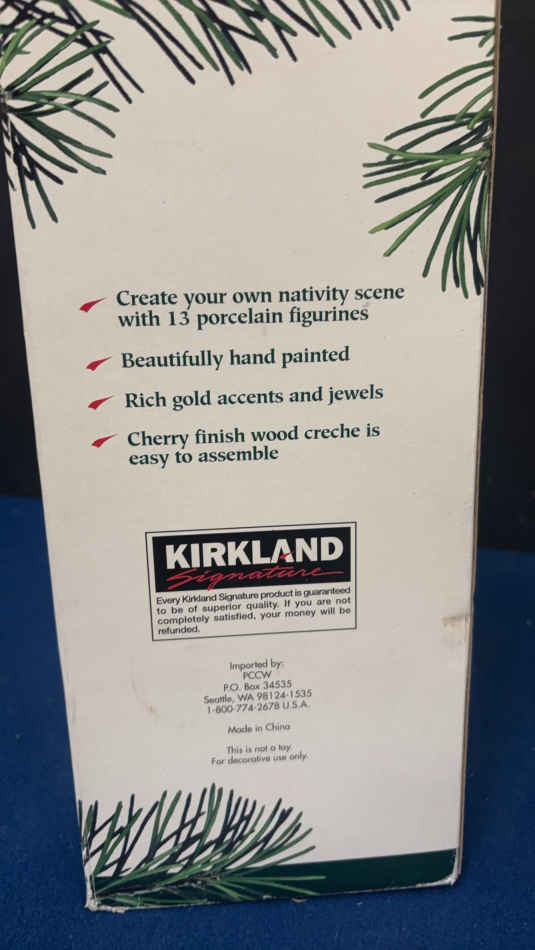 Create your own nativity scene
with 13 porcelain figurines
Beautifully hand painted
Rich gold accents and jewels
Cherry finish wood creche is
easy to assemble
KIRKLAND
Signature
Every Kirkland Signature product is guaranteed
to be of superior quality. If you are not
completely satisfied, your money will be
refunded.
Imported by:
PCCW
P.O. Box 34535
Seattle, WA 98124-1535
1-800-774-2678 U.S.A.
Made in China
This is not a toy.
For decorative use only.